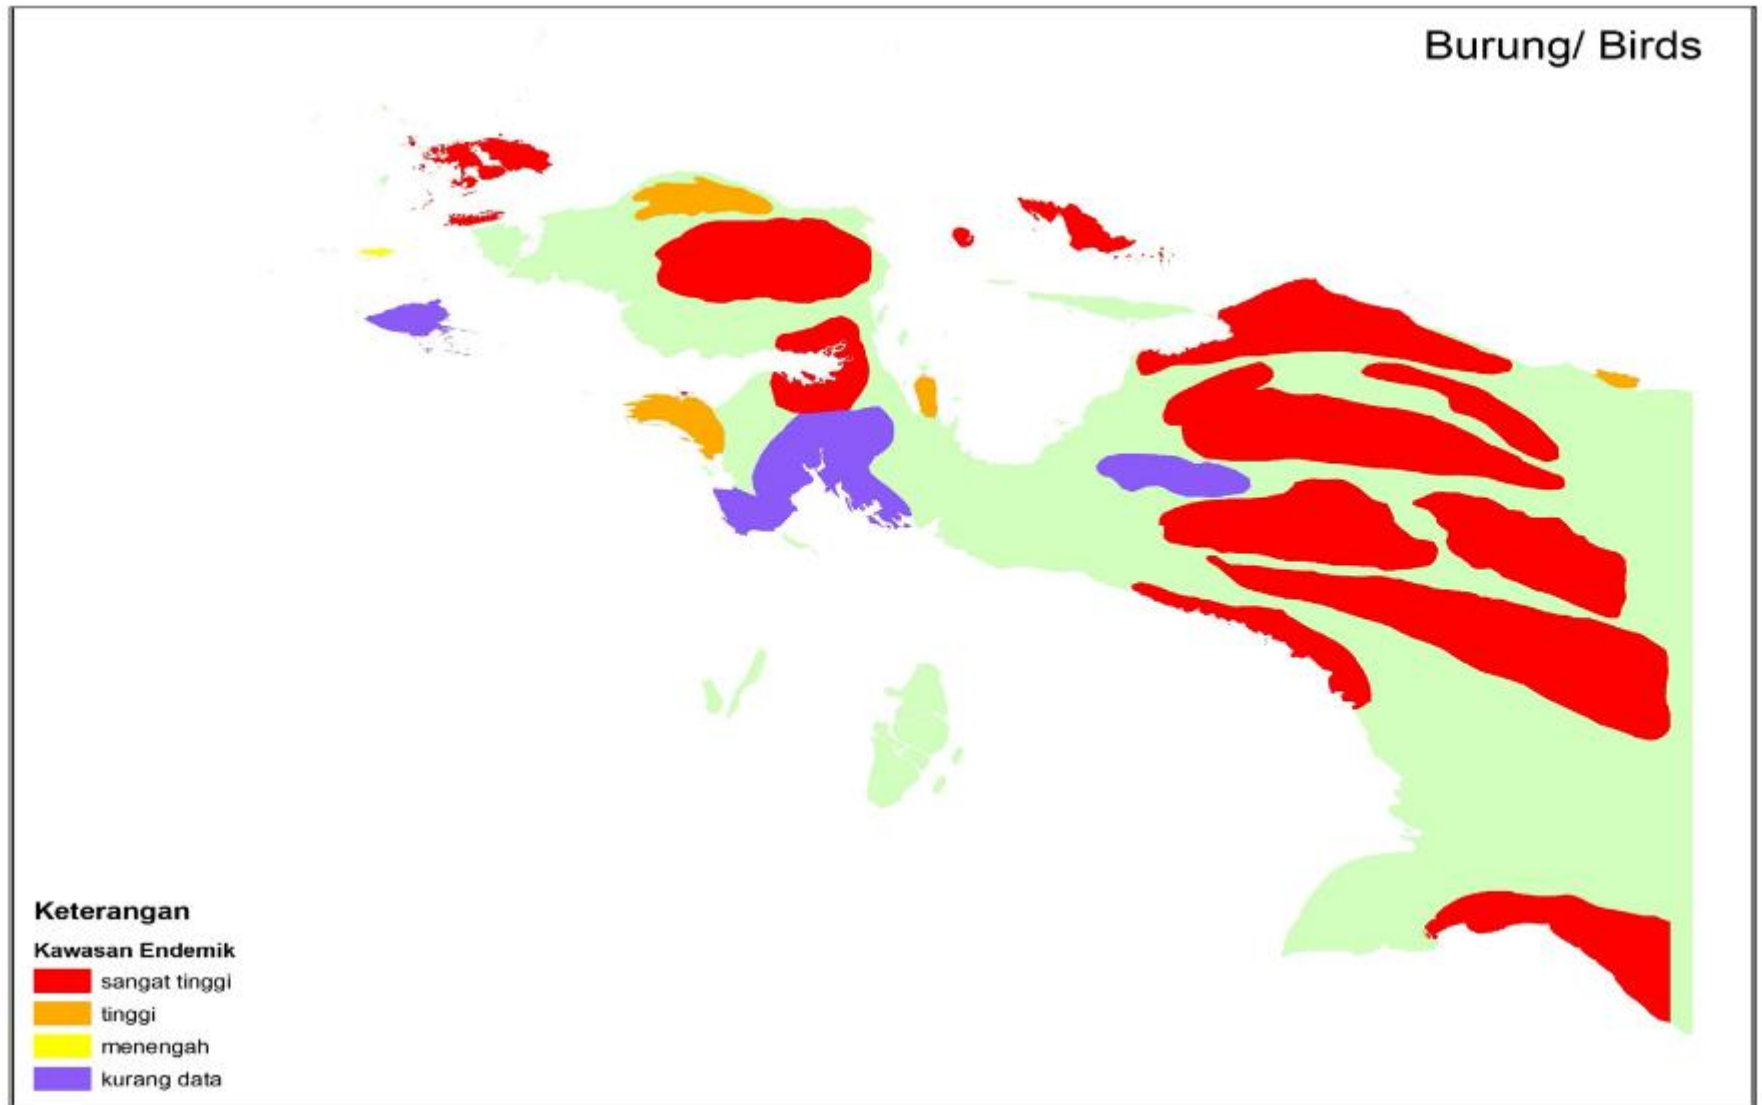 Burung/ Birds
Keterangan
Kawasan Endemik
sangat tinggi
tinggi
menengah
kurang data